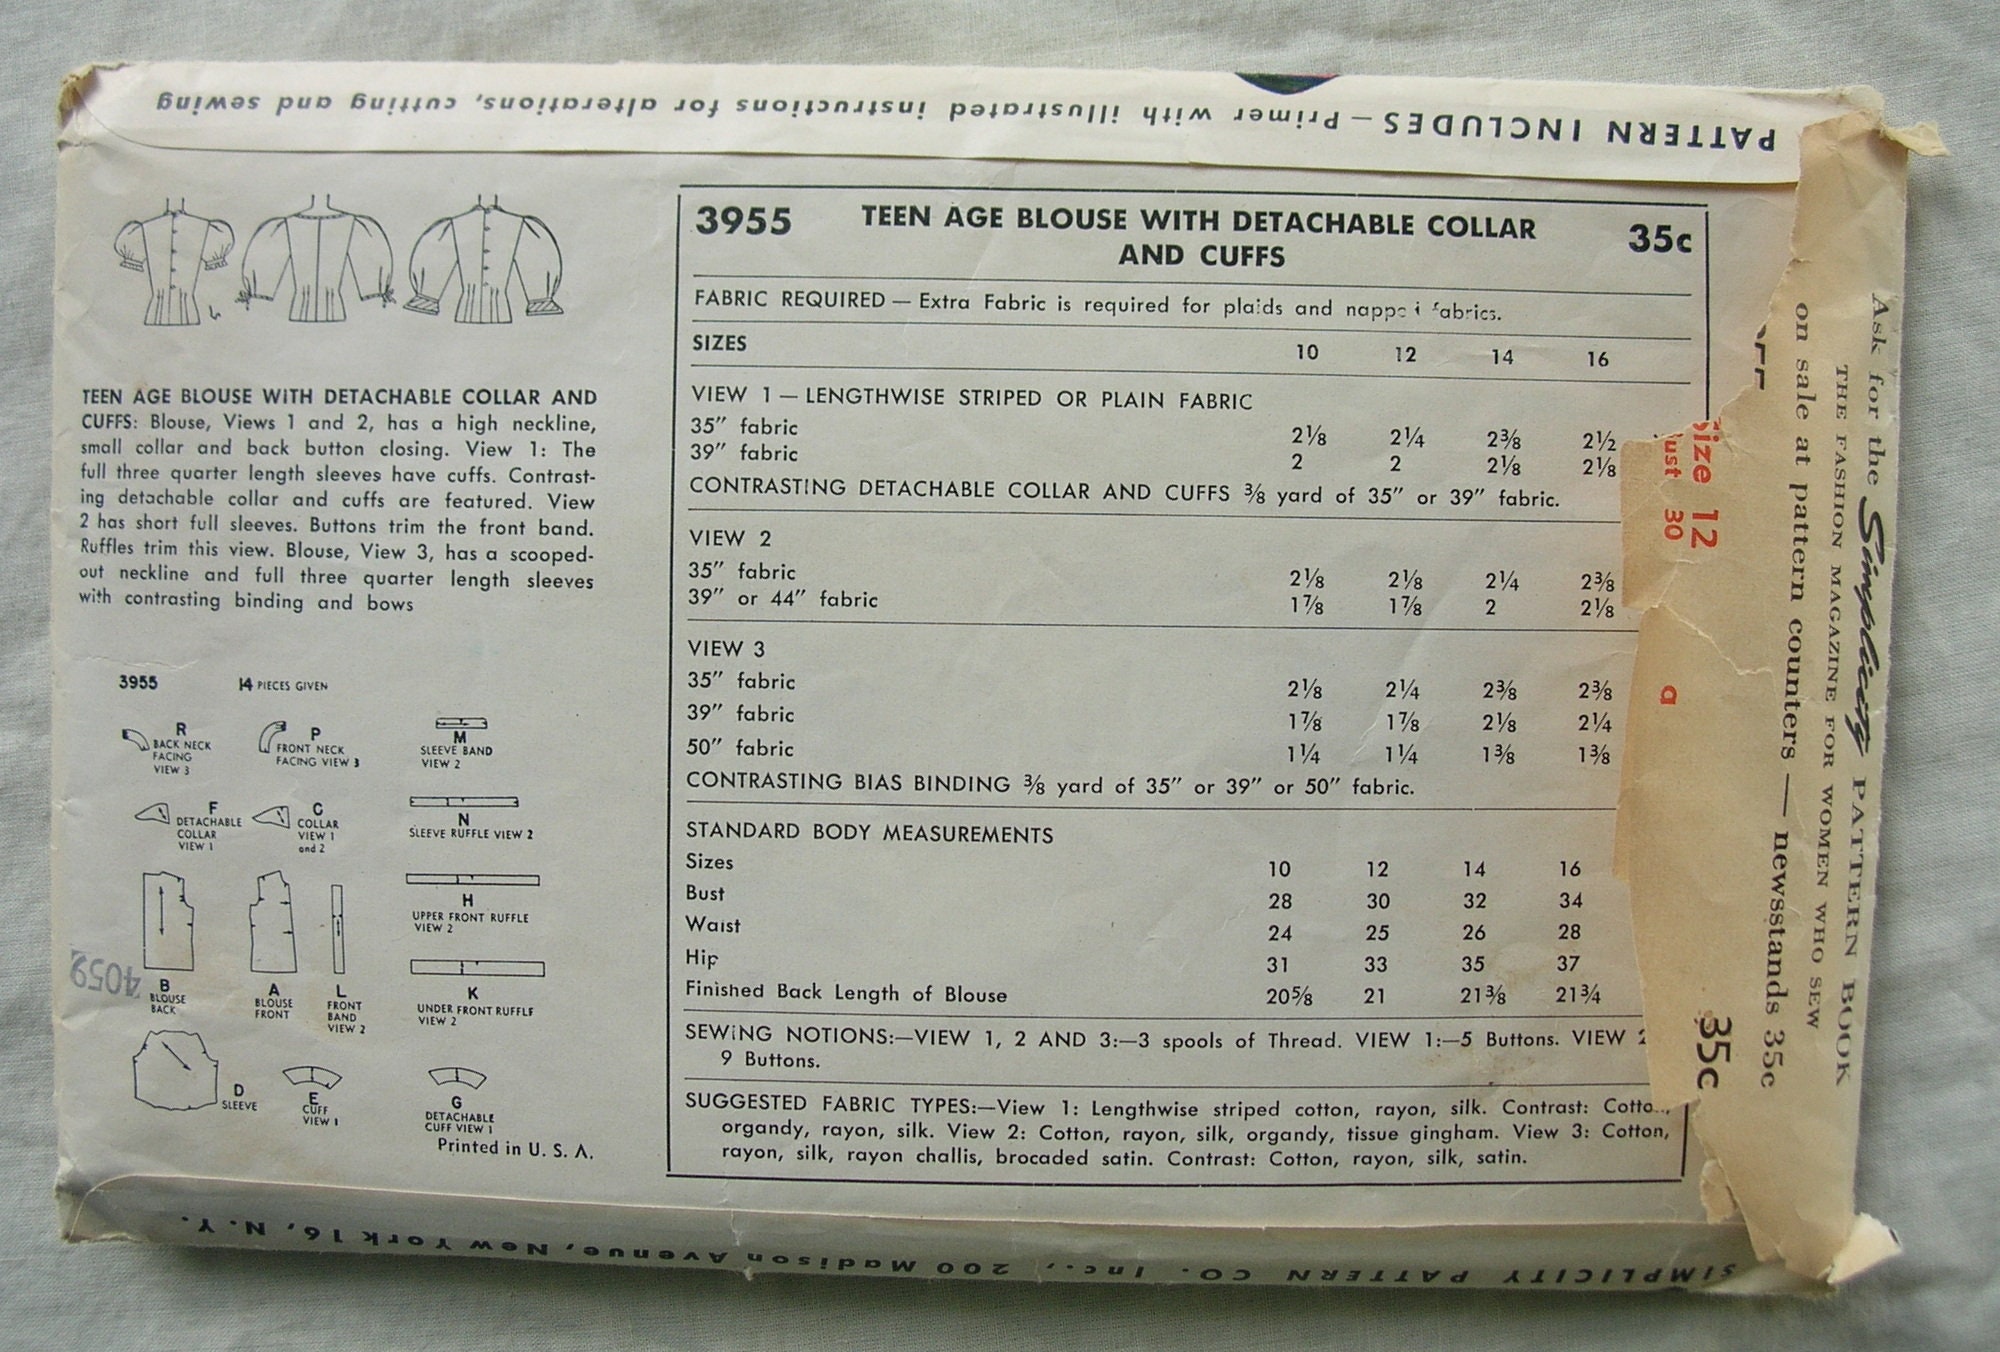 PATTERN INCLUDES — Primer with illustrated instructions for alterations, cutting and sewing
TEEN AGE BLOUSE WITH DETACHABLE COLLAR AND
CUFFS: Blouse, Views 1 and 2, has a high neckline,
small collar and back button closing. View 1: The
full three quarter length sleeves have cuffs. Contrast-
ing detachable collar and cuffs are featured. View
2 has short full sleeves. Buttons trim the front band.
Ruffles trim this view. Blouse, View 3, has a scooped-
out neckline and full three quarter length sleeves
with contrasting binding and bows
3955 14 PIECES GIVEN
R
BACK NECK
FACING
VIEW 3
P
FRONT NECK
FACING VIEW 3
M
SLEEVE BAND
VIEW 2
F
DETACHABLE
COLLAR
VIEW 1
C
COLLAR
VIEW 1
and 2
N
SLEEVE RUFFLE VIEW 2
H
UPPER FRONT RUFFLE
VIEW 2
4059
B
BLOUSE
BACK
A
BLOUSE
FRONT
L
FRONT
BAND
VIEW 2
K
UNDER FRONT RUFFLE
VIEW 2
D
SLEEVE
E
CUFF
VIEW 1
G
DETACHABLE
CUFF VIEW 1
Printed in U. S. A.
3955 TEEN AGE BLOUSE WITH DETACHABLE COLLAR 35c
AND CUFFS
FABRIC REQUIRED — Extra Fabric is required for plaids and fabrics.
SIZES 10 12 14 16
VIEW 1 — LENGTHWISE STRIPED OR PLAIN FABRIC
35" fabric 2⅛ 2¼ 2⅜ 2½
39" fabric 2 2 2⅛ 2⅛
CONTRASTING DETACHABLE COLLAR AND CUFFS ⅜ yard of 35" or 39" fabric.
VIEW 2
35" fabric 2⅛ 2⅛ 2¼ 2⅜
39" or 44" fabric 1⅞ 1⅞ 2 2⅛
VIEW 3
35" fabric 2⅛ 2¼ 2⅜ 2⅜
39" fabric 1⅞ 1⅞ 2⅛ 2¼
50" fabric 1¼ 1¼ 1⅜ 1⅜
CONTRASTING BIAS BINDING ⅜ yard of 35" or 39" or 50" fabric.
STANDARD BODY MEASUREMENTS
Sizes 10 12 14 16
Bust 28 30 32 34
Waist 24 25 26 28
Hip 31 33 35 37
Finished Back Length of Blouse 20⅝ 21 21⅜ 21¾
SEWING NOTIONS:—VIEW 1, 2 AND 3:—3 spools of Thread. VIEW 1:—5 Buttons. VIEW 2
9 Buttons.
SUGGESTED FABRIC TYPES:—View 1: Lengthwise striped cotton, rayon, silk. Contrast:
organdy, rayon, silk. View 2: Cotton, rayon, silk, organdy, tissue gingham. View 3: Cotton,
rayon, silk, rayon challis, brocaded satin. Contrast: Cotton, rayon, silk, satin.
Size 12
ust 30
a
35c
Ask for the Simplicity PATTERN BOOK
THE FASHION MAGAZINE FOR WOMEN WHO SEW
on sale at pattern counters — newsstands 35c
SIMPLICITY PATTERN CO. Inc., 200 Madison Avenue, New York 16, N. Y.